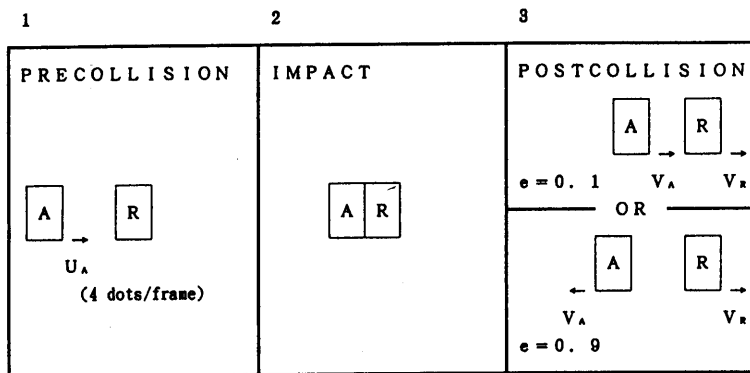 1
2
3
PRECOLLISION
A
R
U_A
(4 dots/frame)
IMPACT
A R
POSTCOLLISION
A
R
e=0. 1
V_A
V_R
OR
A
R
V_A
V_R
e=0. 9